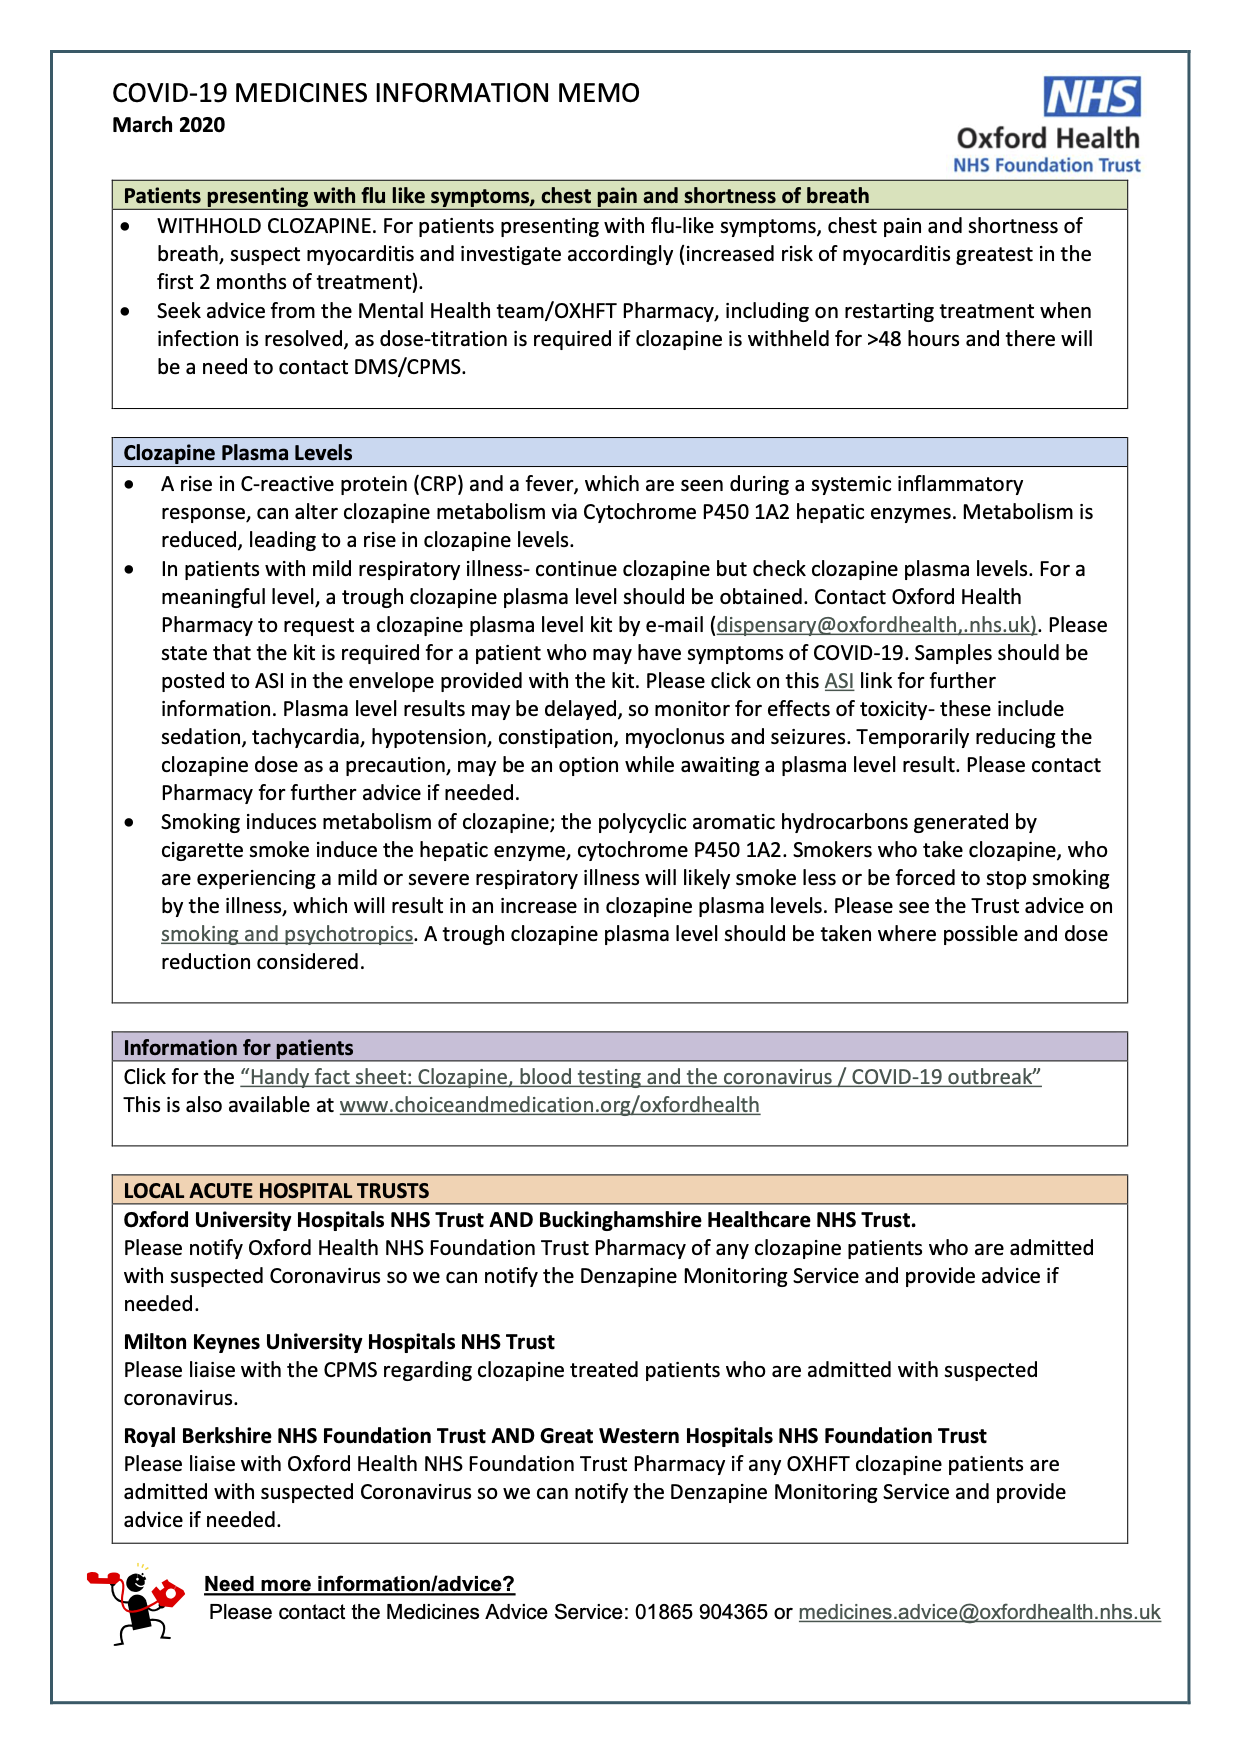 COVID-19 MEDICINES INFORMATION MEMO
March 2020
NHS
Oxford Health
NHS Foundation Trust
Patients presenting with flu like symptoms, chest pain and shortness of breath
• WITHHOLD CLOZAPINE. For patients presenting with flu-like symptoms, chest pain and shortness of
breath, suspect myocarditis and investigate accordingly (increased risk of myocarditis greatest in the
first 2 months of treatment).
• Seek advice from the Mental Health team/OXHFT Pharmacy, including on restarting treatment when
infection is resolved, as dose-titration is required if clozapine is withheld for >48 hours and there will
be a need to contact DMS/CPMS.
Clozapine Plasma Levels
• A rise in C-reactive protein (CRP) and a fever, which are seen during a systemic inflammatory
response, can alter clozapine metabolism via Cytochrome P450 1A2 hepatic enzymes. Metabolism is
reduced, leading to a rise in clozapine levels.
• In patients with mild respiratory illness- continue clozapine but check clozapine plasma levels. For a
meaningful level, a trough clozapine plasma level should be obtained. Contact Oxford Health
Pharmacy to request a clozapine plasma level kit by e-mail (dispensary@oxfordhealth,.nhs.uk). Please
state that the kit is required for a patient who may have symptoms of COVID-19. Samples should be
posted to ASI in the envelope provided with the kit. Please click on this ASI link for further
information. Plasma level results may be delayed, so monitor for effects of toxicity- these include
sedation, tachycardia, hypotension, constipation, myoclonus and seizures. Temporarily reducing the
clozapine dose as a precaution, may be an option while awaiting a plasma level result. Please contact
Pharmacy for further advice if needed.
• Smoking induces metabolism of clozapine; the polycyclic aromatic hydrocarbons generated by
cigarette smoke induce the hepatic enzyme, cytochrome P450 1A2. Smokers who take clozapine, who
are experiencing a mild or severe respiratory illness will likely smoke less or be forced to stop smoking
by the illness, which will result in an increase in clozapine plasma levels. Please see the Trust advice on
smoking and psychotropics. A trough clozapine plasma level should be taken where possible and dose
reduction considered.
Information for patients
Click for the “Handy fact sheet: Clozapine, blood testing and the coronavirus / COVID-19 outbreak”
This is also available at www.choiceandmedication.org/oxfordhealth
LOCAL ACUTE HOSPITAL TRUSTS
Oxford University Hospitals NHS Trust AND Buckinghamshire Healthcare NHS Trust.
Please notify Oxford Health NHS Foundation Trust Pharmacy of any clozapine patients who are admitted
with suspected Coronavirus so we can notify the Denzapine Monitoring Service and provide advice if
needed.
Milton Keynes University Hospitals NHS Trust
Please liaise with the CPMS regarding clozapine treated patients who are admitted with suspected
coronavirus.
Royal Berkshire NHS Foundation Trust AND Great Western Hospitals NHS Foundation Trust
Please liaise with Oxford Health NHS Foundation Trust Pharmacy if any OXHFT clozapine patients are
admitted with suspected Coronavirus so we can notify the Denzapine Monitoring Service and provide
advice if needed.
Need more information/advice?
Please contact the Medicines Advice Service: 01865 904365 or medicines.advice@oxfordhealth.nhs.uk